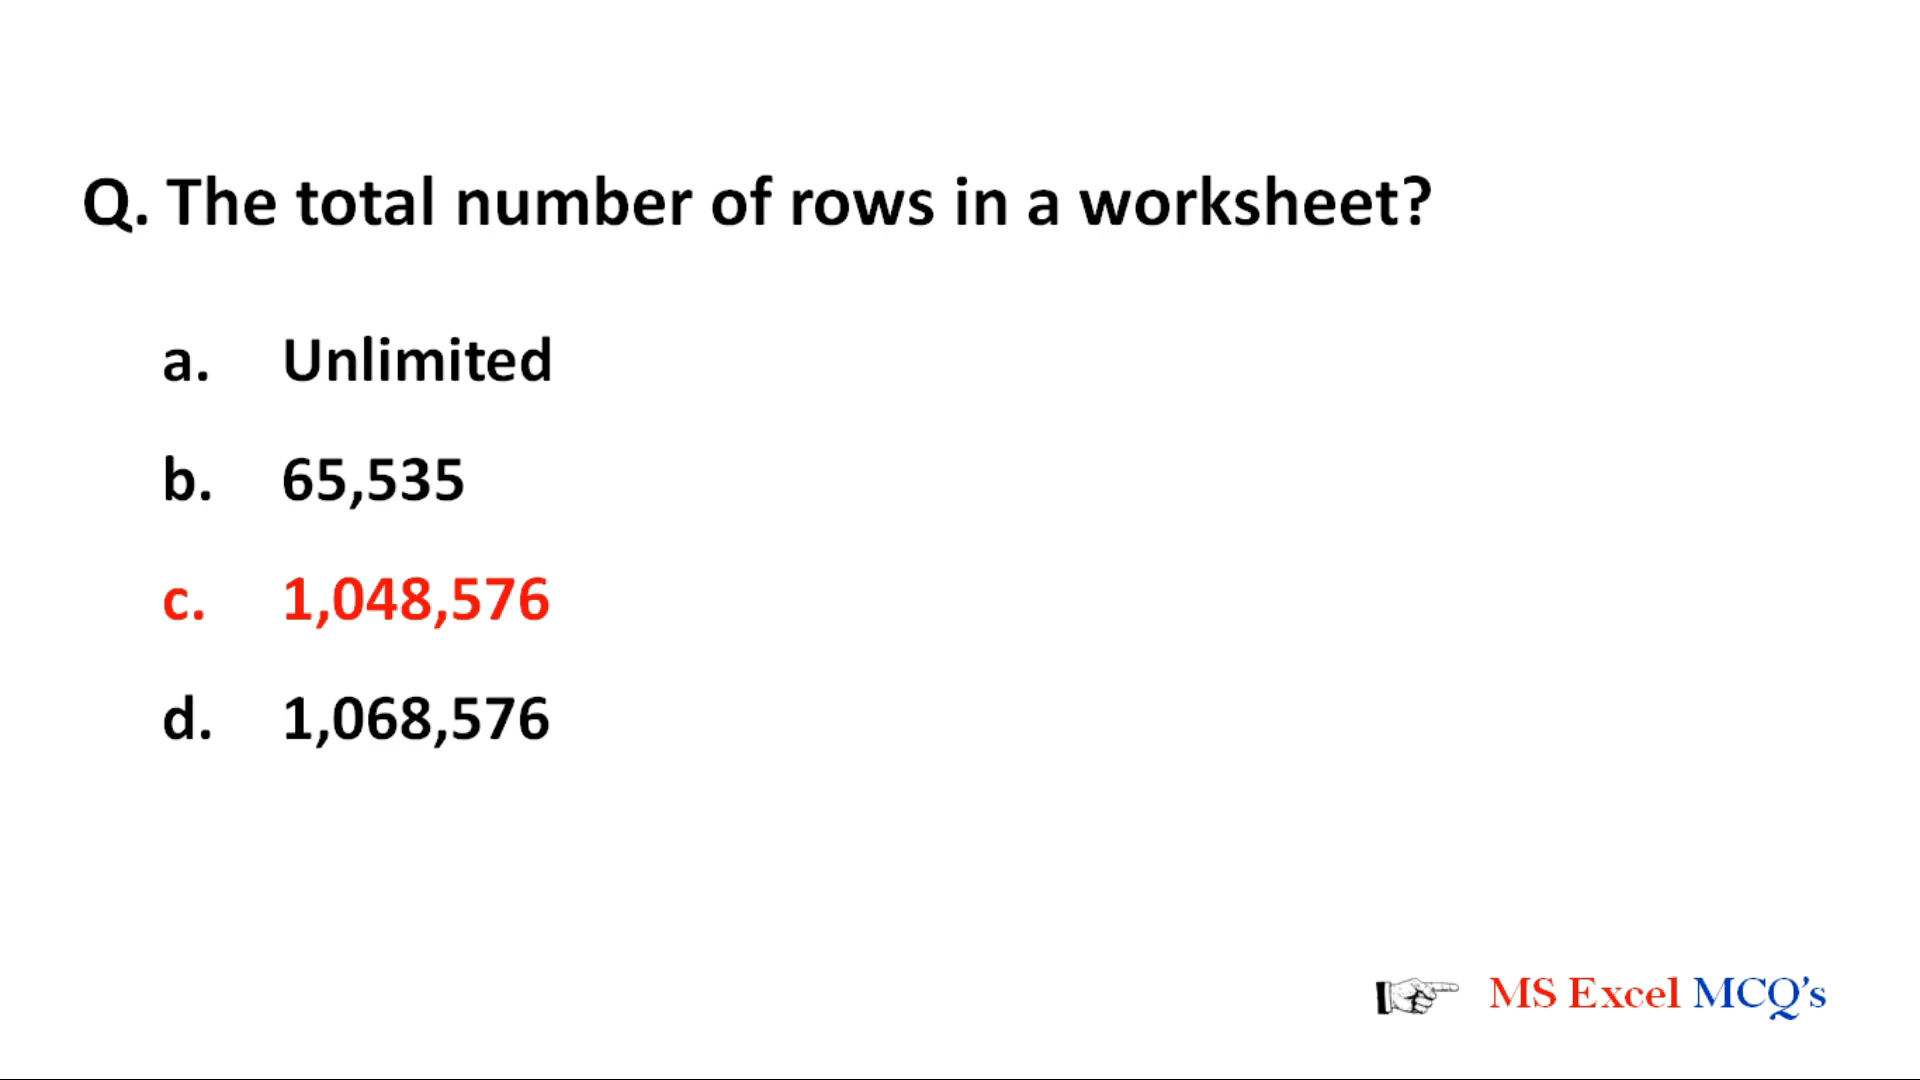 Q. The total number of rows in a worksheet?
a. Unlimited
b. 65,535
c. 1,048,576
d. 1,068,576
MS Excel MCQ's